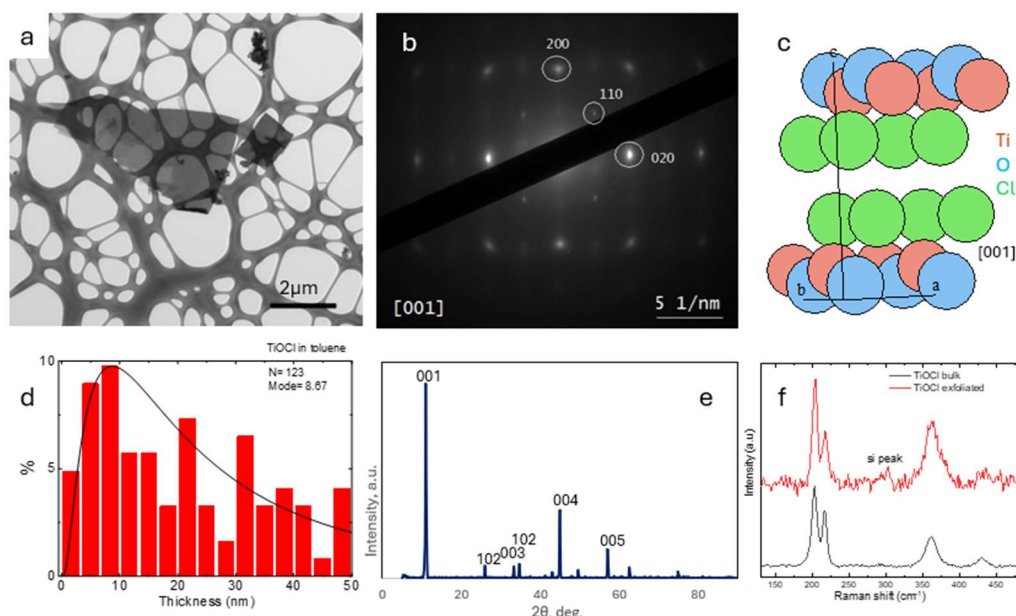 a
2µm
b
200
110
020
[001]
5 1/nm
c
c
Ti
O
Cl
[001]
b
a
d
TiOCl in toluene
N= 123
Mode= 8.67
10
5
0
%
0 10 20 30 40 50
Thickness (nm)
e
001
102
003
102
004
005
Intensity, a.u.
0 20 40 60 80
2θ, deg.
f
TiOCl bulk
TiOCl exfoliated
si peak
Intensity (a.u)
150 200 250 300 350 400 450
Raman shift (cm⁻¹)